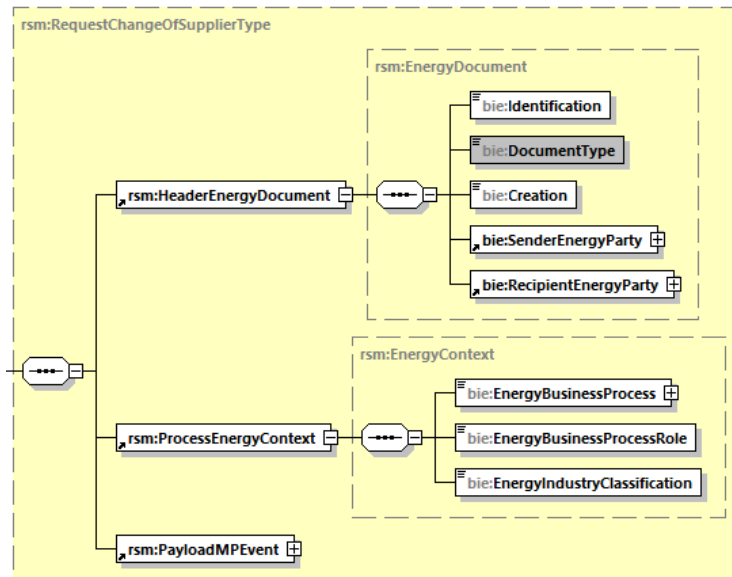 rsm:RequestChangeOfSupplierType
rsm:EnergyDocument
bie:Identification
bie:DocumentType
rsm:HeaderEnergyDocument
bie:Creation
bie:SenderEnergyParty
bie:RecipientEnergyParty
rsm:EnergyContext
bie:EnergyBusinessProcess
rsm:ProcessEnergyContext
bie:EnergyBusinessProcessRole
bie:EnergyIndustryClassification
rsm:PayloadMPEvent